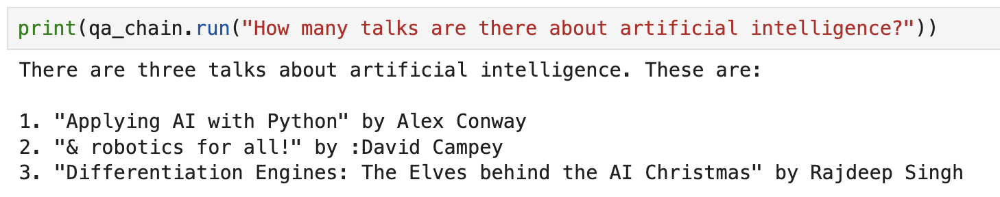 print(qa_chain.run("How many talks are there about artificial intelligence?"))
There are three talks about artificial intelligence. These are:
1. "Applying AI with Python" by Alex Conway
2. "& robotics for all!" by :David Campey
3. "Differentiation Engines: The Elves behind the AI Christmas" by Rajdeep Singh